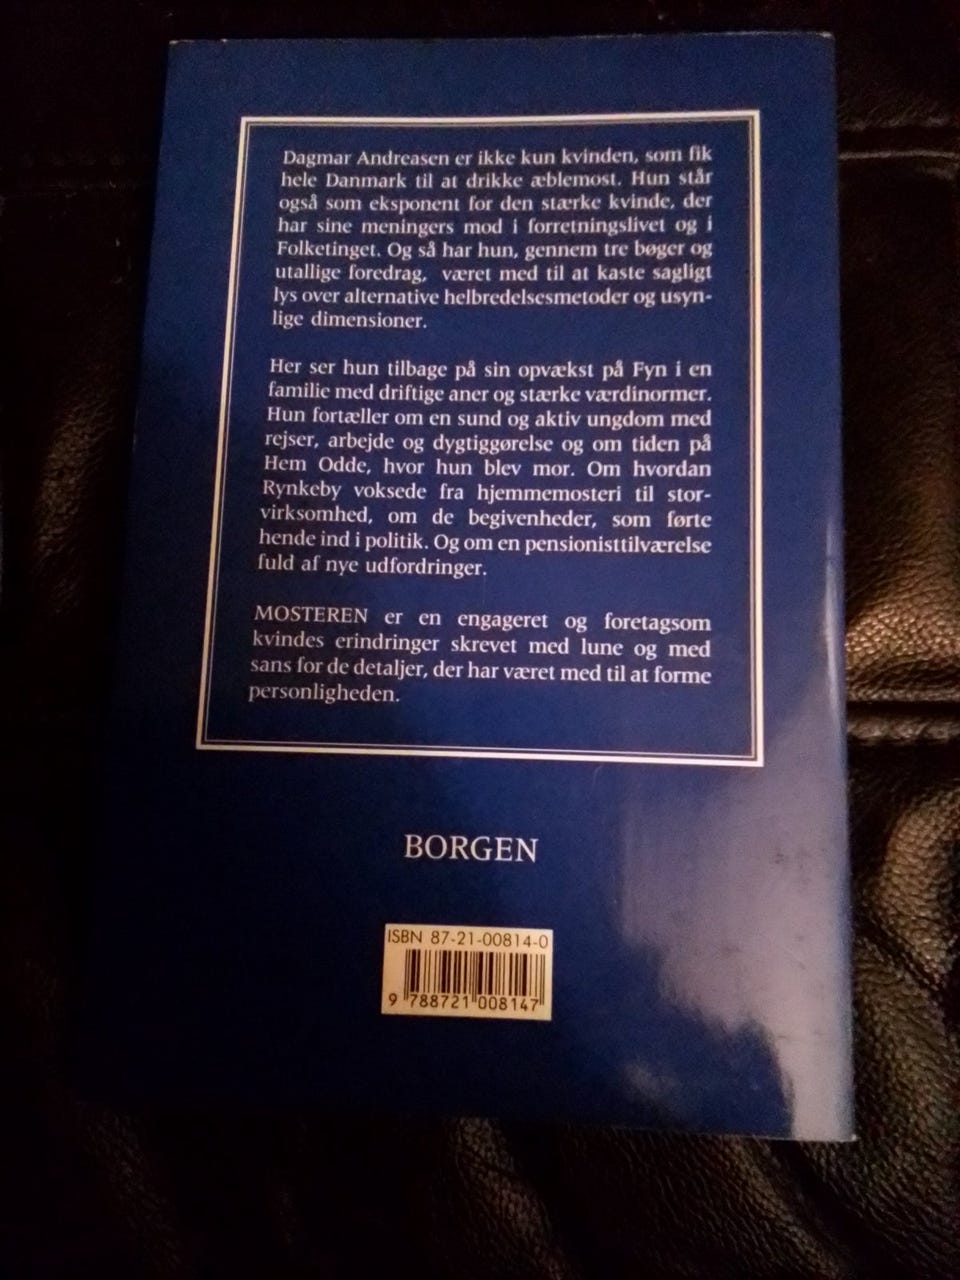 Dagmar Andreasen er ikke kun kvinden, som fik
hele Danmark til at drikke æblemost. Hun står
også som eksponent for den stærke kvinde, der
har sine meningers mod i forretningslivet og i
Folketinget. Og så har hun, gennem tre bøger og
utallige foredrag, været med til at kaste sagligt
lys over alternative helbredelsesmetoder og usyn-
lige dimensioner.
Her ser hun tilbage på sin opvækst på Fyn i en
familie med driftige aner og stærke værdinormer.
Hun fortæller om en sund og aktiv ungdom med
rejser, arbejde og dygtiggørelse og om tiden på
Hem Odde, hvor hun blev mor. Om hvordan
Rynkeby voksede fra hjemmemosteri til stor-
virksomhed, om de begivenheder, som førte
hende ind i politik. Og om en pensionisttilværelse
fuld af nye udfordringer.
MOSTEREN er en engageret og foretagsom
kvindes erindringer skrevet med lune og med
sans for de detaljer, der har været med til at forme
personligheden.
BORGEN
ISBN 87-21-00814-0
9 788721 008147